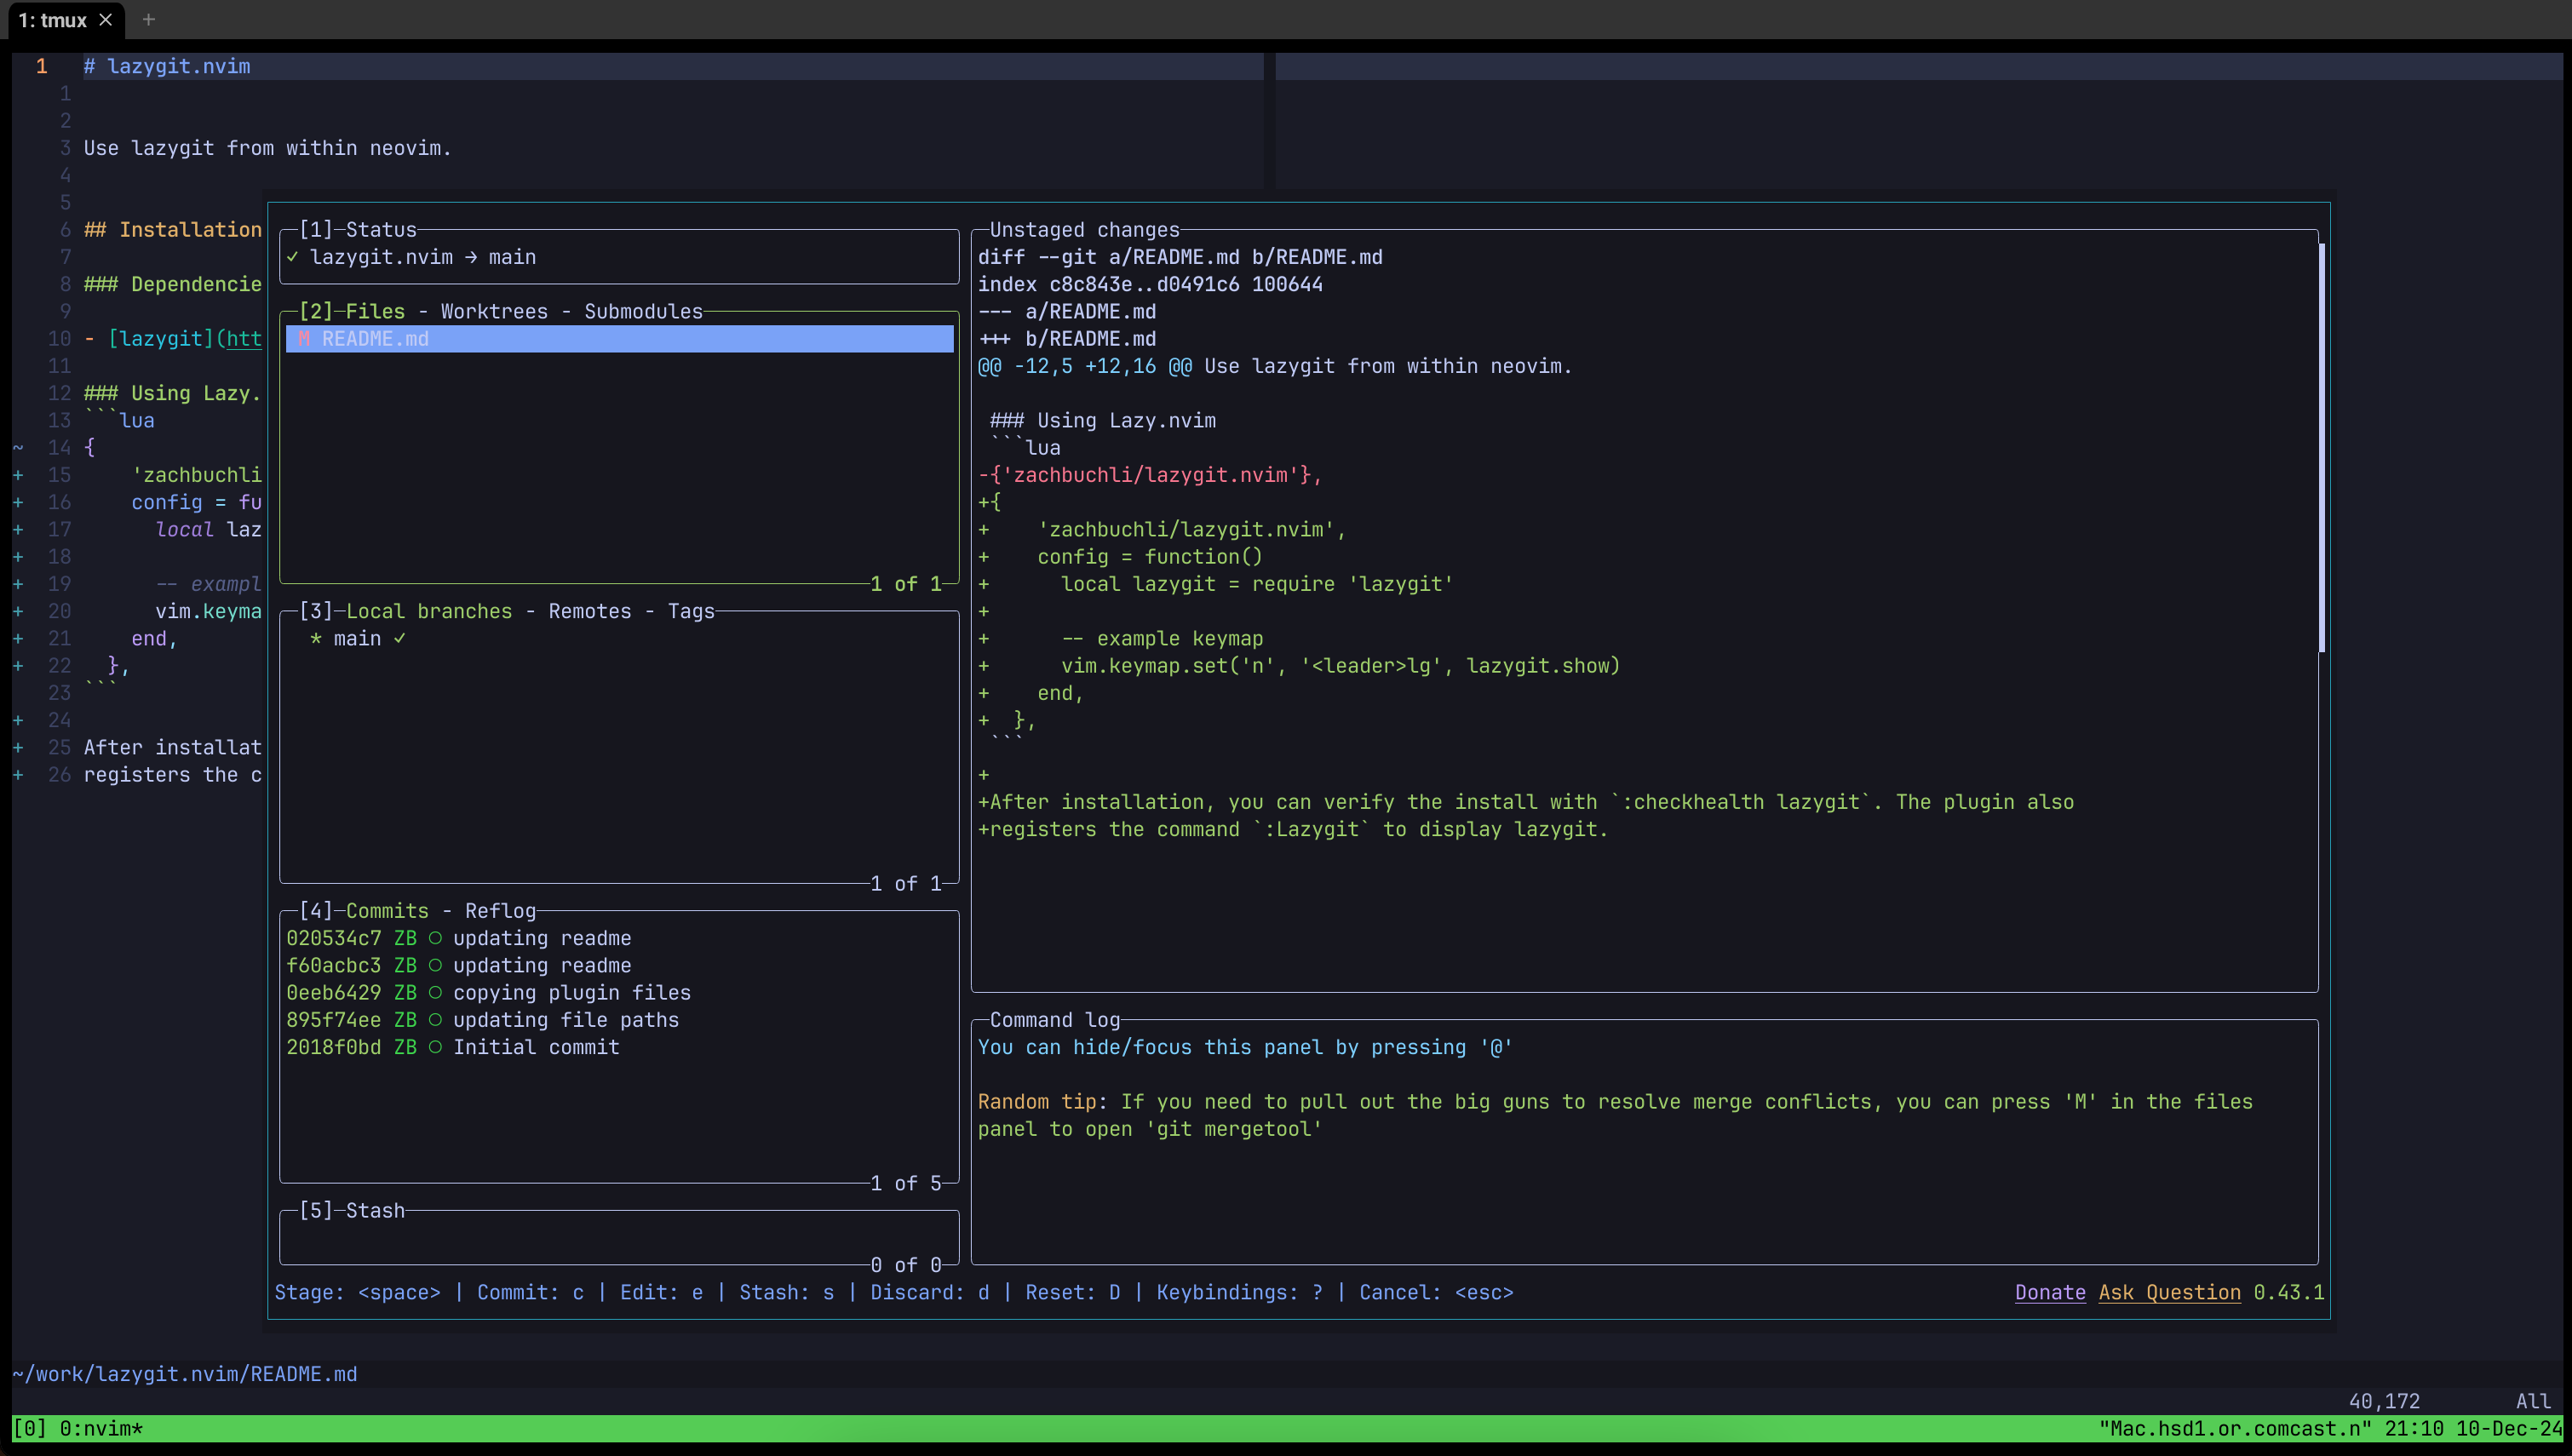 1: tmux × +
1 # lazygit.nvim
1
2
3 Use lazygit from within neovim.
4
5
6 ## Installation
7
8 ### Dependencie
9
10 - [lazygit](htt
11
12 ### Using Lazy.
13 ```lua
~ 14 {
+ 15     'zachbuchli
+ 16     config = fu
+ 17       local laz
+ 18
+ 19       -- exampl
+ 20       vim.keyma
+ 21     end,
+ 22   },
23 ```
+ 24
+ 25 After installat
+ 26 registers the c
[1]─Status
✓ lazygit.nvim → main
[2]─Files - Worktrees - Submodules
M README.md
1 of 1
[3]─Local branches - Remotes - Tags
* main ✓
1 of 1
[4]─Commits - Reflog
020534c7 ZB ○ updating readme
f60acbc3 ZB ○ updating readme
0eeb6429 ZB ○ copying plugin files
895f74ee ZB ○ updating file paths
2018f0bd ZB ○ Initial commit
1 of 5
[5]─Stash
0 of 0
Unstaged changes
diff --git a/README.md b/README.md
index c8c843e..d0491c6 100644
--- a/README.md
+++ b/README.md
@@ -12,5 +12,16 @@ Use lazygit from within neovim.
 ### Using Lazy.nvim
 ```lua
-{'zachbuchli/lazygit.nvim'},
+{
+    'zachbuchli/lazygit.nvim',
+    config = function()
+      local lazygit = require 'lazygit'
+
+      -- example keymap
+      vim.keymap.set('n', '<leader>lg', lazygit.show)
+    end,
+  },
 ```
+
+After installation, you can verify the install with `:checkhealth lazygit`. The plugin also
+registers the command `:Lazygit` to display lazygit.
Command log
You can hide/focus this panel by pressing '@'
Random tip: If you need to pull out the big guns to resolve merge conflicts, you can press 'M' in the files
panel to open 'git mergetool'
Stage: <space> | Commit: c | Edit: e | Stash: s | Discard: d | Reset: D | Keybindings: ? | Cancel: <esc> Donate Ask Question 0.43.1
~/work/lazygit.nvim/README.md
40,172 All
[0] 0:nvim* "Mac.hsd1.or.comcast.n" 21:10 10-Dec-24